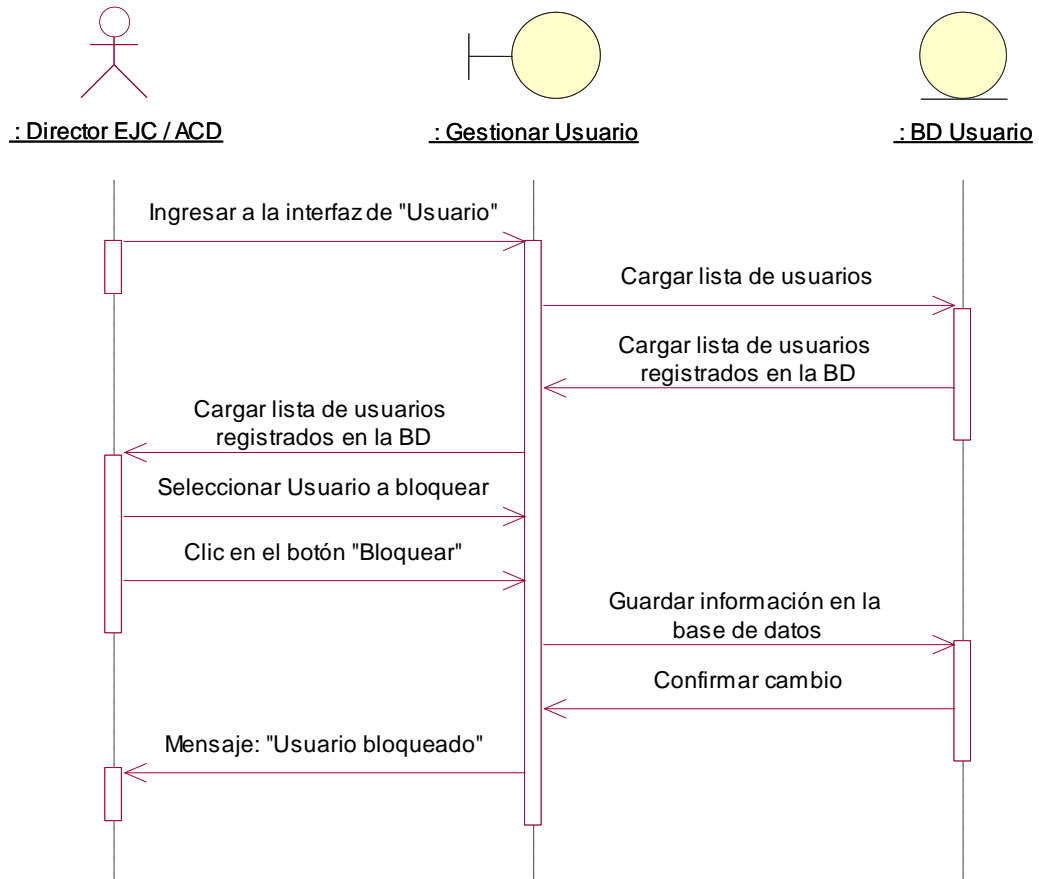 : Director EJC / ACD
: Gestionar Usuario
: BD Usuario
Ingresar a la interfaz de "Usuario"
Cargar lista de usuarios
Cargar lista de usuarios
registrados en la BD
Cargar lista de usuarios
registrados en la BD
Seleccionar Usuario a bloquear
Clic en el botón "Bloquear"
Guardar información en la
base de datos
Confirmar cambio
Mensaje: "Usuario bloqueado"